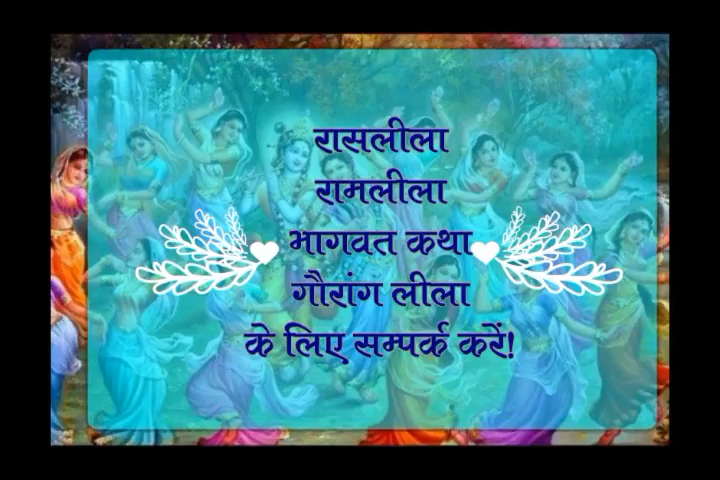 रासलीला
रामलीला
भागवत कथा
गौरांग लीला
के लिए सम्पर्क करें!